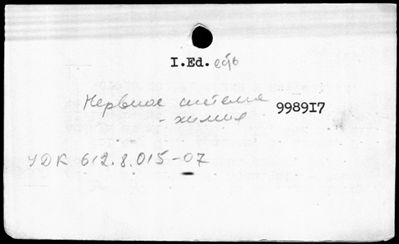 I.Ed.
Нервная система
- химия
998917
УДК 612.8.015-07